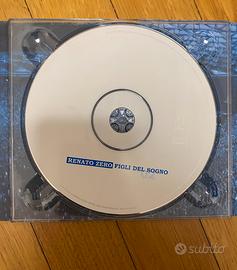 RENATO ZERO FIGLI DEL SOGNO
subito